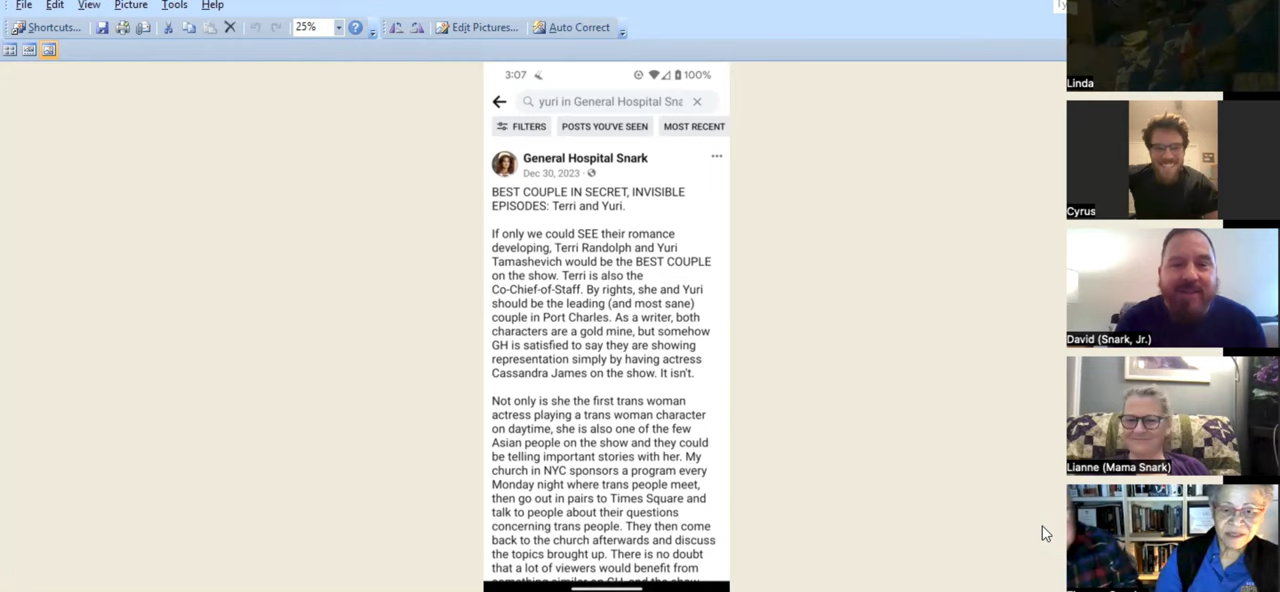 File Edit View Picture Tools Help
Shortcuts... 25% Edit Pictures... Auto Correct
3:07 100%
yuri in General Hospital Sna
FILTERS POSTS YOU'VE SEEN MOST RECENT
General Hospital Snark
Dec 30, 2023
BEST COUPLE IN SECRET, INVISIBLE
EPISODES: Terri and Yuri.
If only we could SEE their romance
developing, Terri Randolph and Yuri
Tamashevich would be the BEST COUPLE
on the show. Terri is also the
Co-Chief-of-Staff. By rights, she and Yuri
should be the leading (and most sane)
couple in Port Charles. As a writer, both
characters are a gold mine, but somehow
GH is satisfied to say they are showing
representation simply by having actress
Cassandra James on the show. It isn't.
Not only is she the first trans woman
actress playing a trans woman character
on daytime, she is also one of the few
Asian people on the show and they could
be telling important stories with her. My
church in NYC sponsors a program every
Monday night where trans people meet,
then go out in pairs to Times Square and
talk to people about their questions
concerning trans people. They then come
back to the church afterwards and discuss
the topics brought up. There is no doubt
that a lot of viewers would benefit from
Linda
Cyrus
David (Snark, Jr.)
Lianne (Mama Snark)